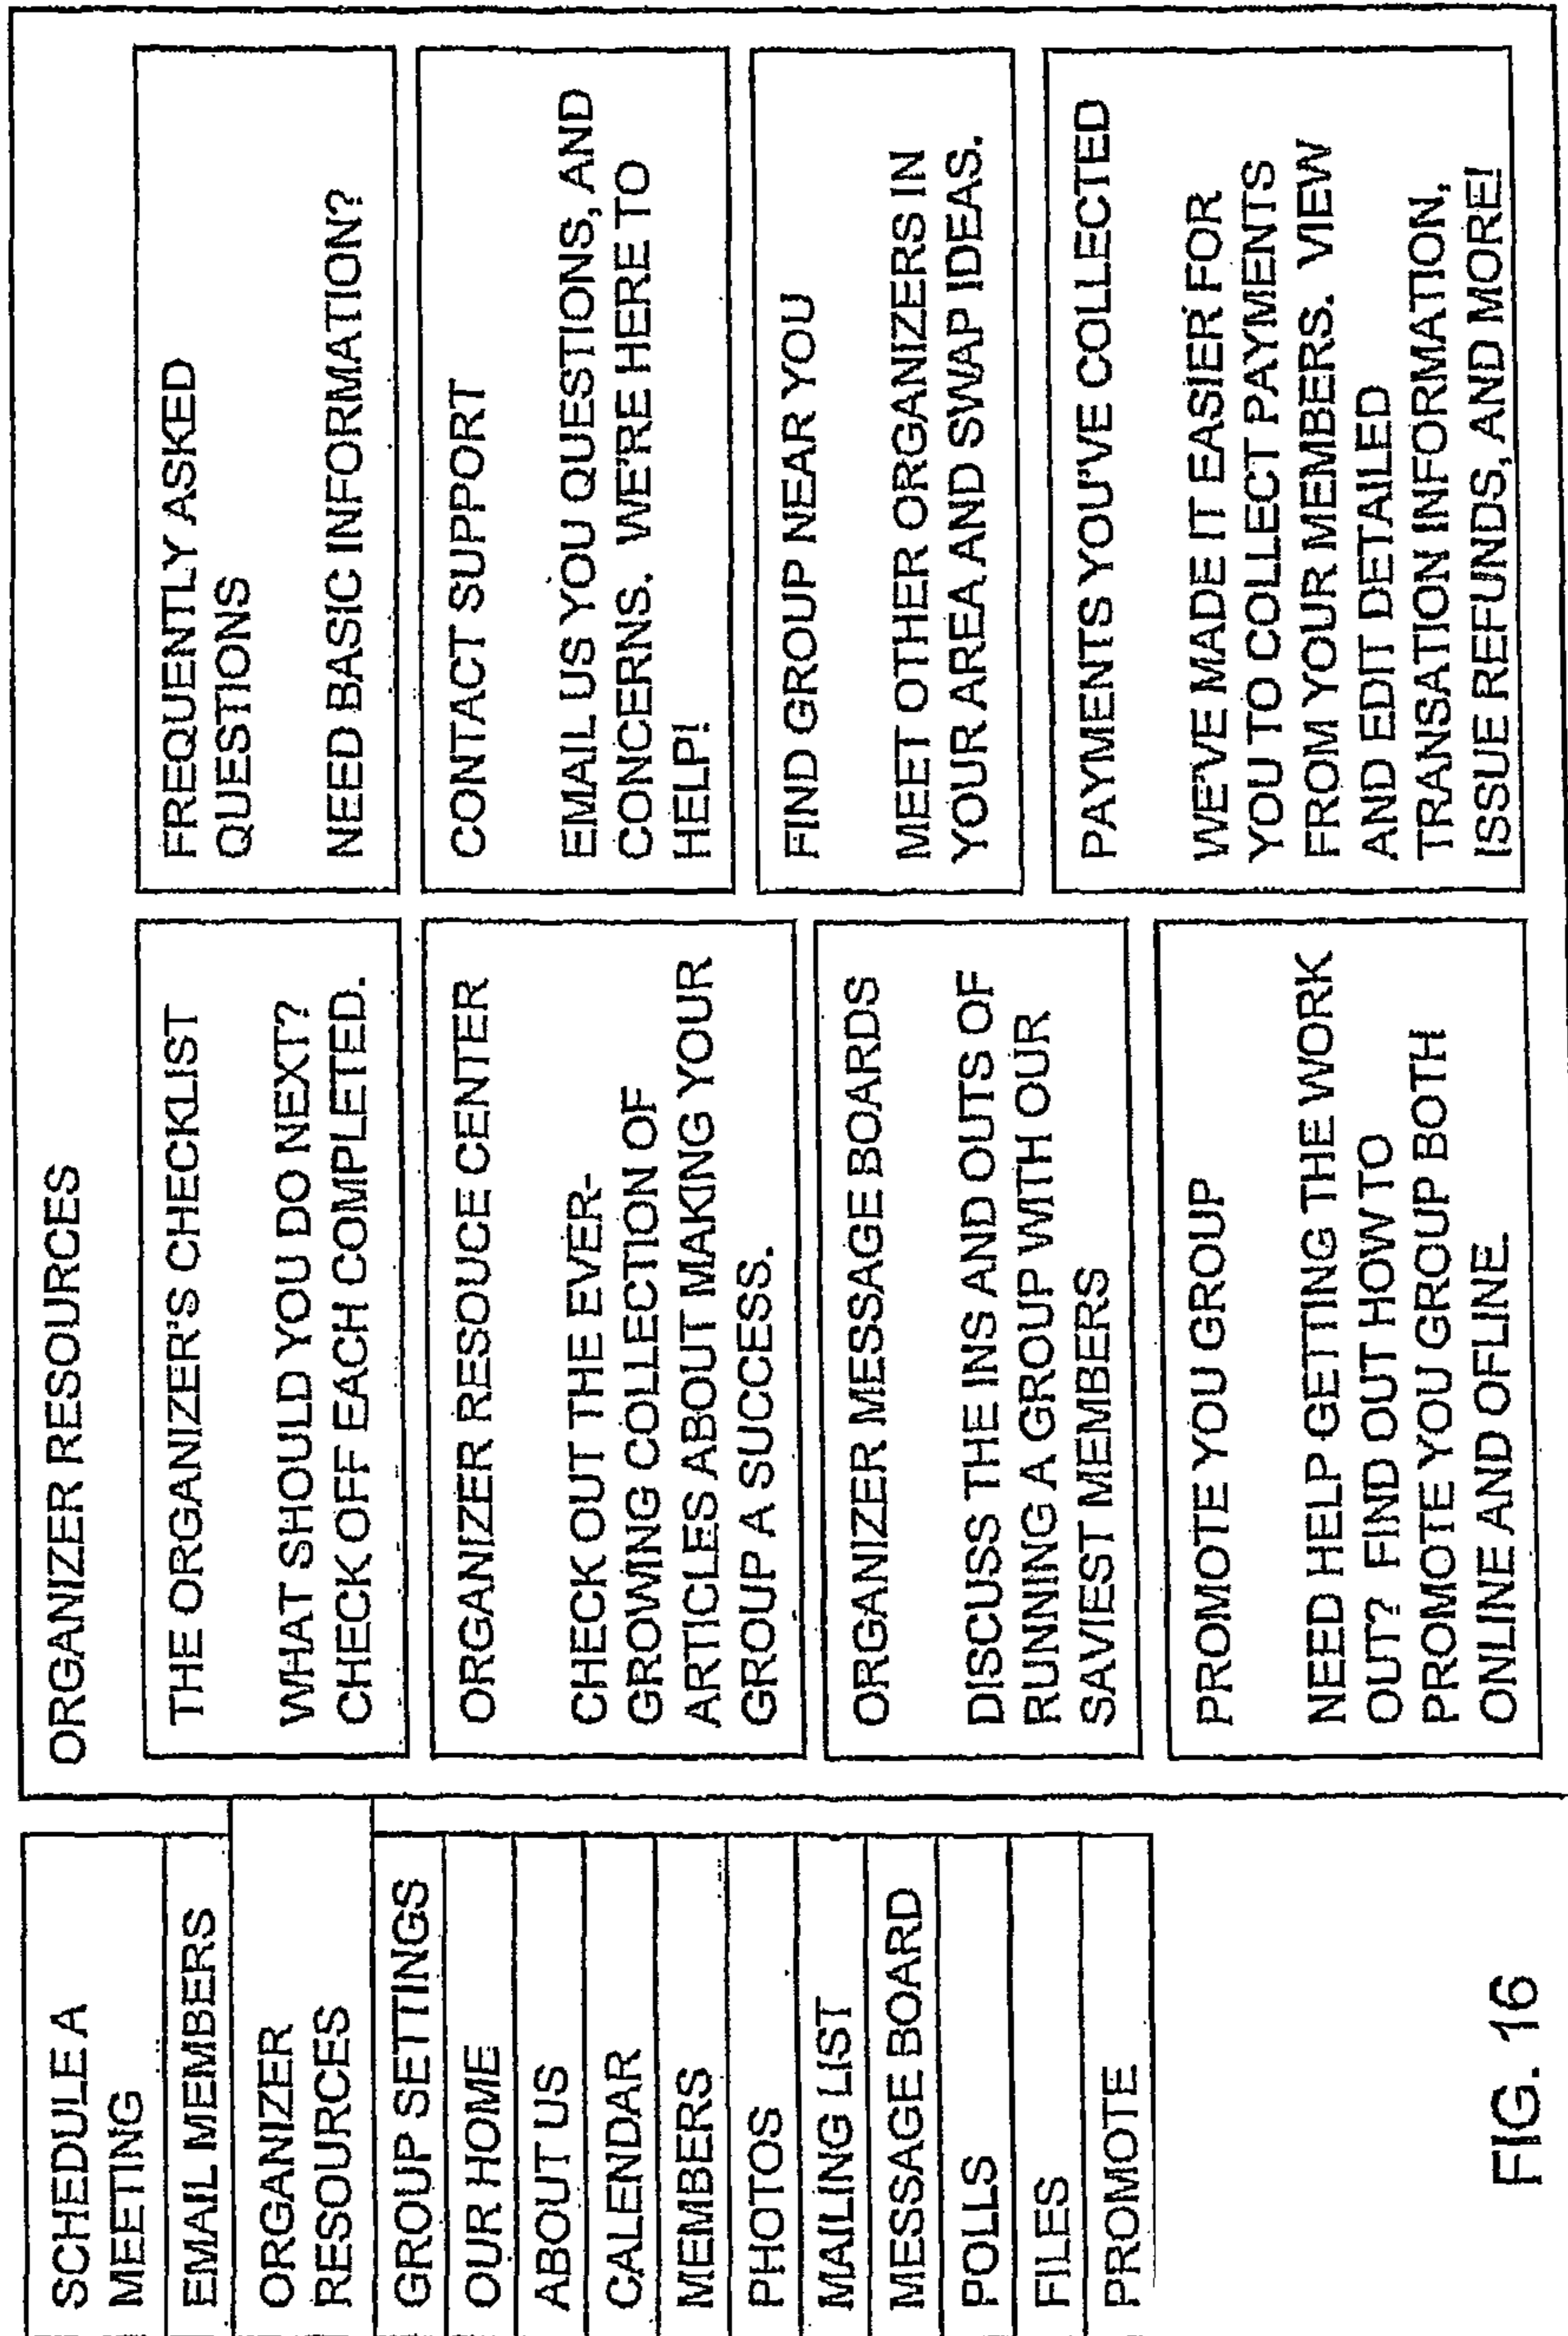 SCHEDULE A
MEETING
EMAIL MEMBERS
ORGANIZER
RESOURCES
GROUP SETTINGS
OUR HOME
ABOUT US
CALENDAR
MEMBERS
PHOTOS
MAILING LIST
MESSAGE BOARD
POLLS
FILES
PROMOTE
ORGANIZER RESOURCES
THE ORGANIZER'S CHECKLIST
WHAT SHOULD YOU DO NEXT?
CHECK OFF EACH COMPLETED.
ORGANIZER RESOUCE CENTER
CHECK OUT THE EVER-
GROWING COLLECTION OF
ARTICLES ABOUT MAKING YOUR
GROUP A SUCCESS.
ORGANIZER MESSAGE BOARDS
DISCUSS THE INS AND OUTS OF
RUNNING A GROUP WITH OUR
SAVIEST MEMBERS
PROMOTE YOU GROUP
NEED HELP GETTING THE WORK
OUT? FIND OUT HOW TO
PROMOTE YOU GROUP BOTH
ONLINE AND OFLINE.
FREQUENTLY ASKED
QUESTIONS
NEED BASIC INFORMATION?
CONTACT SUPPORT
EMAIL US YOU QUESTIONS, AND
CONCERNS. WE'RE HERE TO
HELP!
FIND GROUP NEAR YOU
MEET OTHER ORGANIZERS IN
YOUR AREA AND SWAP IDEAS.
PAYMENTS YOU'VE COLLECTED
WE'VE MADE IT EASIER FOR
YOU TO COLLECT PAYMENTS
FROM YOUR MEMBERS. VIEW
AND EDIT DETAILED
TRANSATION INFORMATION,
ISSUE REFUNDS, AND MORE!
FIG. 16